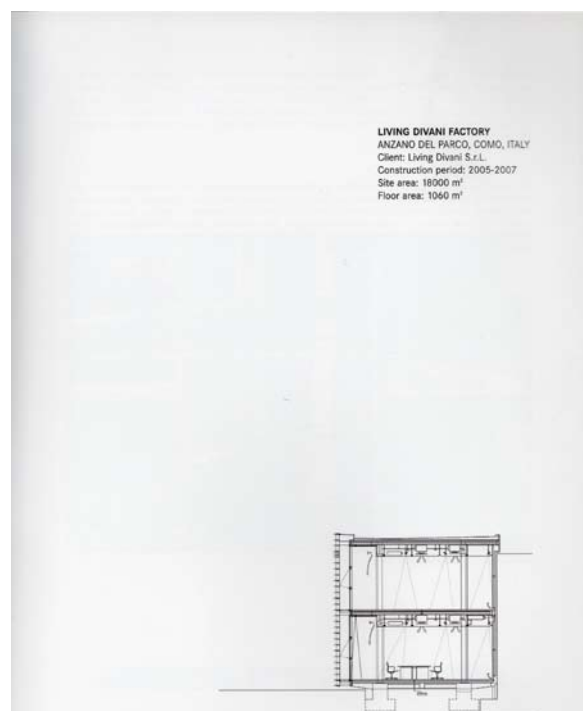 LIVING DIVANI FACTORY
ANZANO DEL PARCO, COMO, ITALY
Client: Living Divani S.r.L.
Construction period: 2005-2007
Site area: 18000 m²
Floor area: 1060 m²